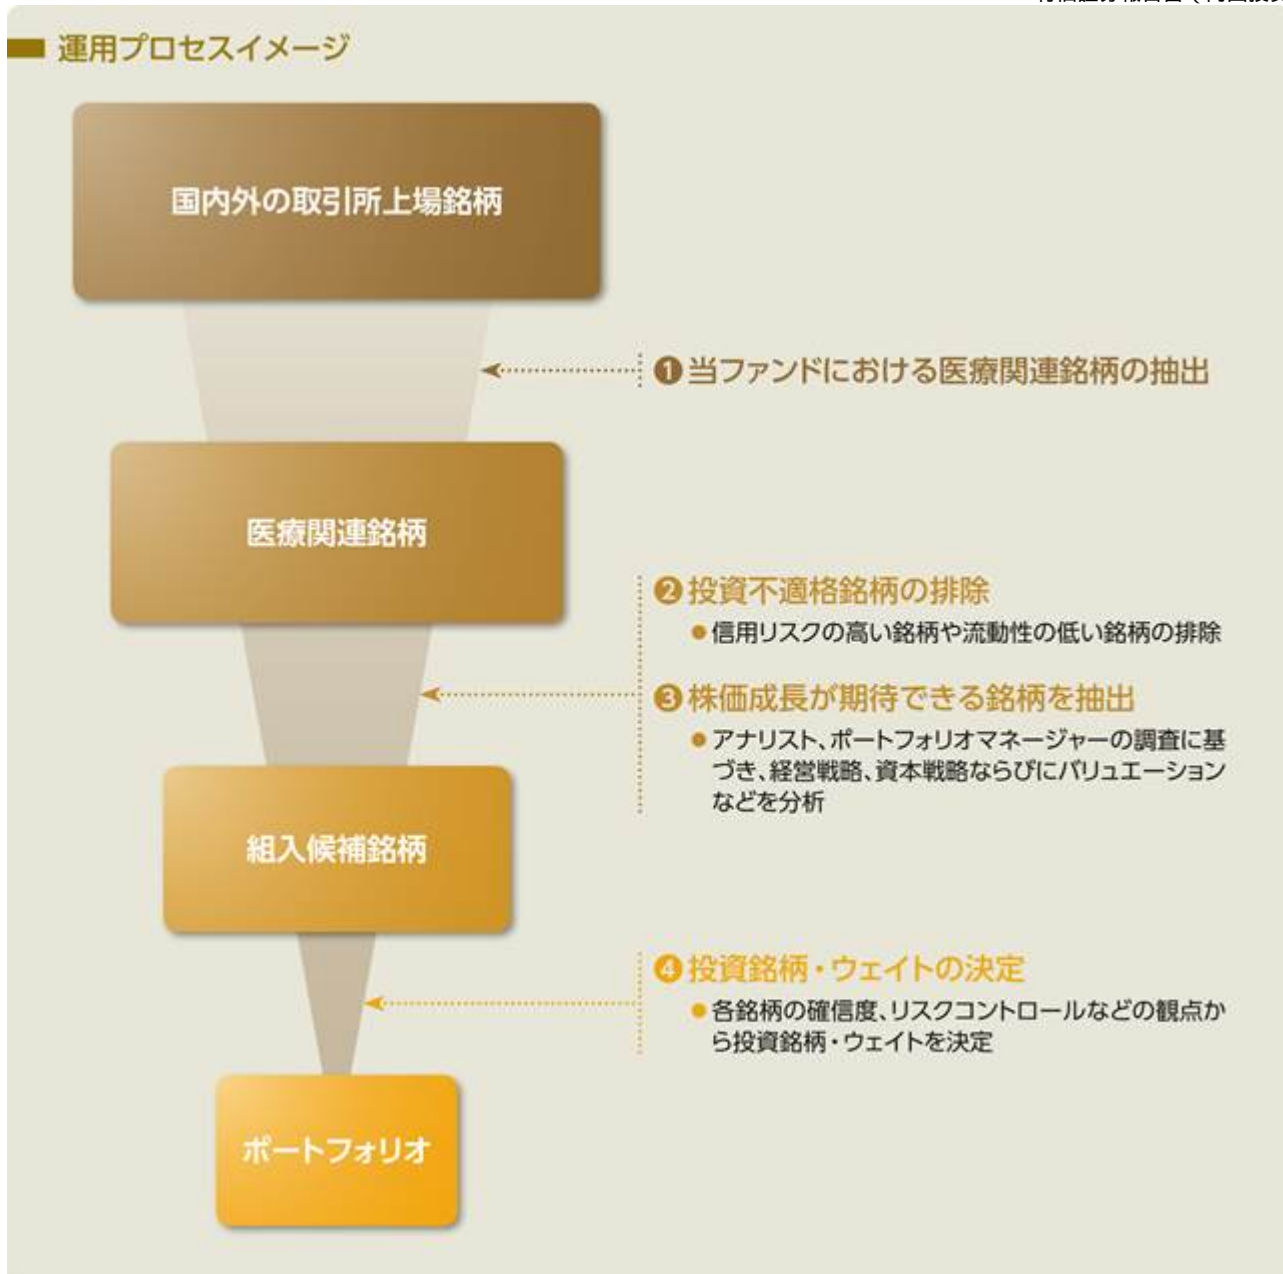 運用プロセスイメージ
国内外の取引所上場銘柄
❶当ファンドにおける医療関連銘柄の抽出
医療関連銘柄
❷投資不適格銘柄の排除
●信用リスクの高い銘柄や流動性の低い銘柄の排除
❸株価成長が期待できる銘柄を抽出
●アナリスト、ポートフォリオマネージャーの調査に基
づき、経営戦略、資本戦略ならびにバリュエーション
などを分析
組入候補銘柄
❹投資銘柄・ウェイトの決定
●各銘柄の確信度、リスクコントロールなどの観点か
ら投資銘柄・ウェイトを決定
ポートフォリオ